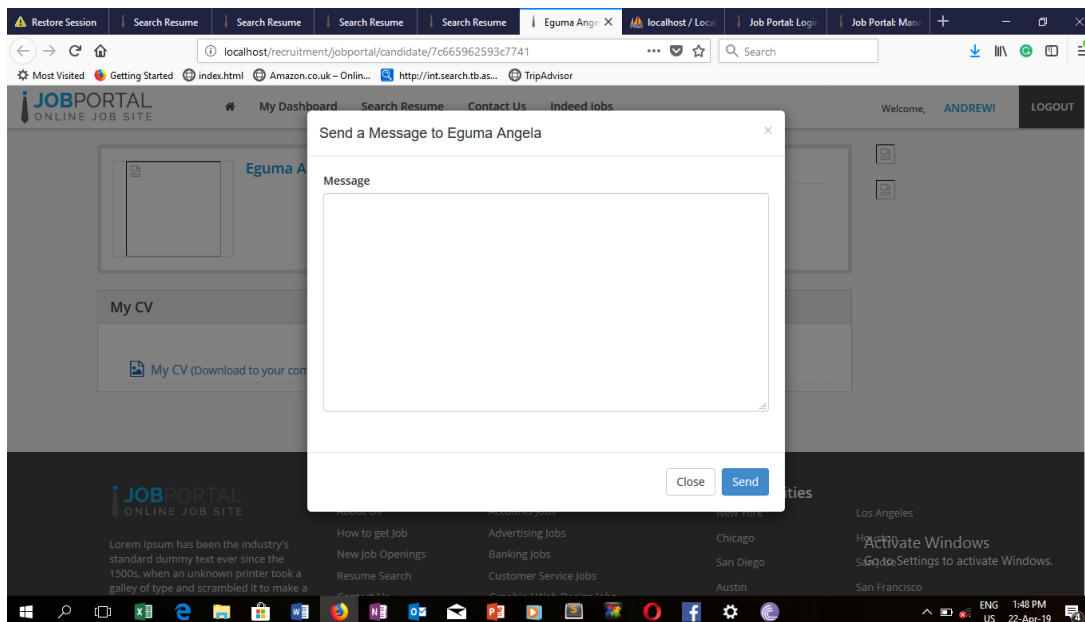 Restore Session Search Resume Search Resume Search Resume Search Resume Eguma Ange localhost / Loca Job Portal: Login Job Portal: Mana
localhost/recruitment/jobportal/candidate/7c665962593c7741 Search
Most Visited Getting Started index.html Amazon.co.uk – Onlin... http://int.search.tb.as... TripAdvisor
JOBPORTAL
ONLINE JOB SITE
My Dashboard Search Resume Contact Us Indeed Jobs Welcome, ANDREW! LOGOUT
Send a Message to Eguma Angela ×
Eguma A
Message
My CV
My CV (Download to your com
Close Send
ities
JOBPORTAL
ONLINE JOB SITE
About Us Accounts Jobs New York Los Angeles
How to get Job Advertising Jobs Chicago
New Job Openings Banking Jobs San Diego
Resume Search Customer Service Jobs Austin San Francisco
Lorem Ipsum has been the industry's
standard dummy text ever since the
1500s, when an unknown printer took a
galley of type and scrambled it to make a
Activate Windows
Go to Settings to activate Windows.
ENG 1:48 PM
US 22-Apr-19